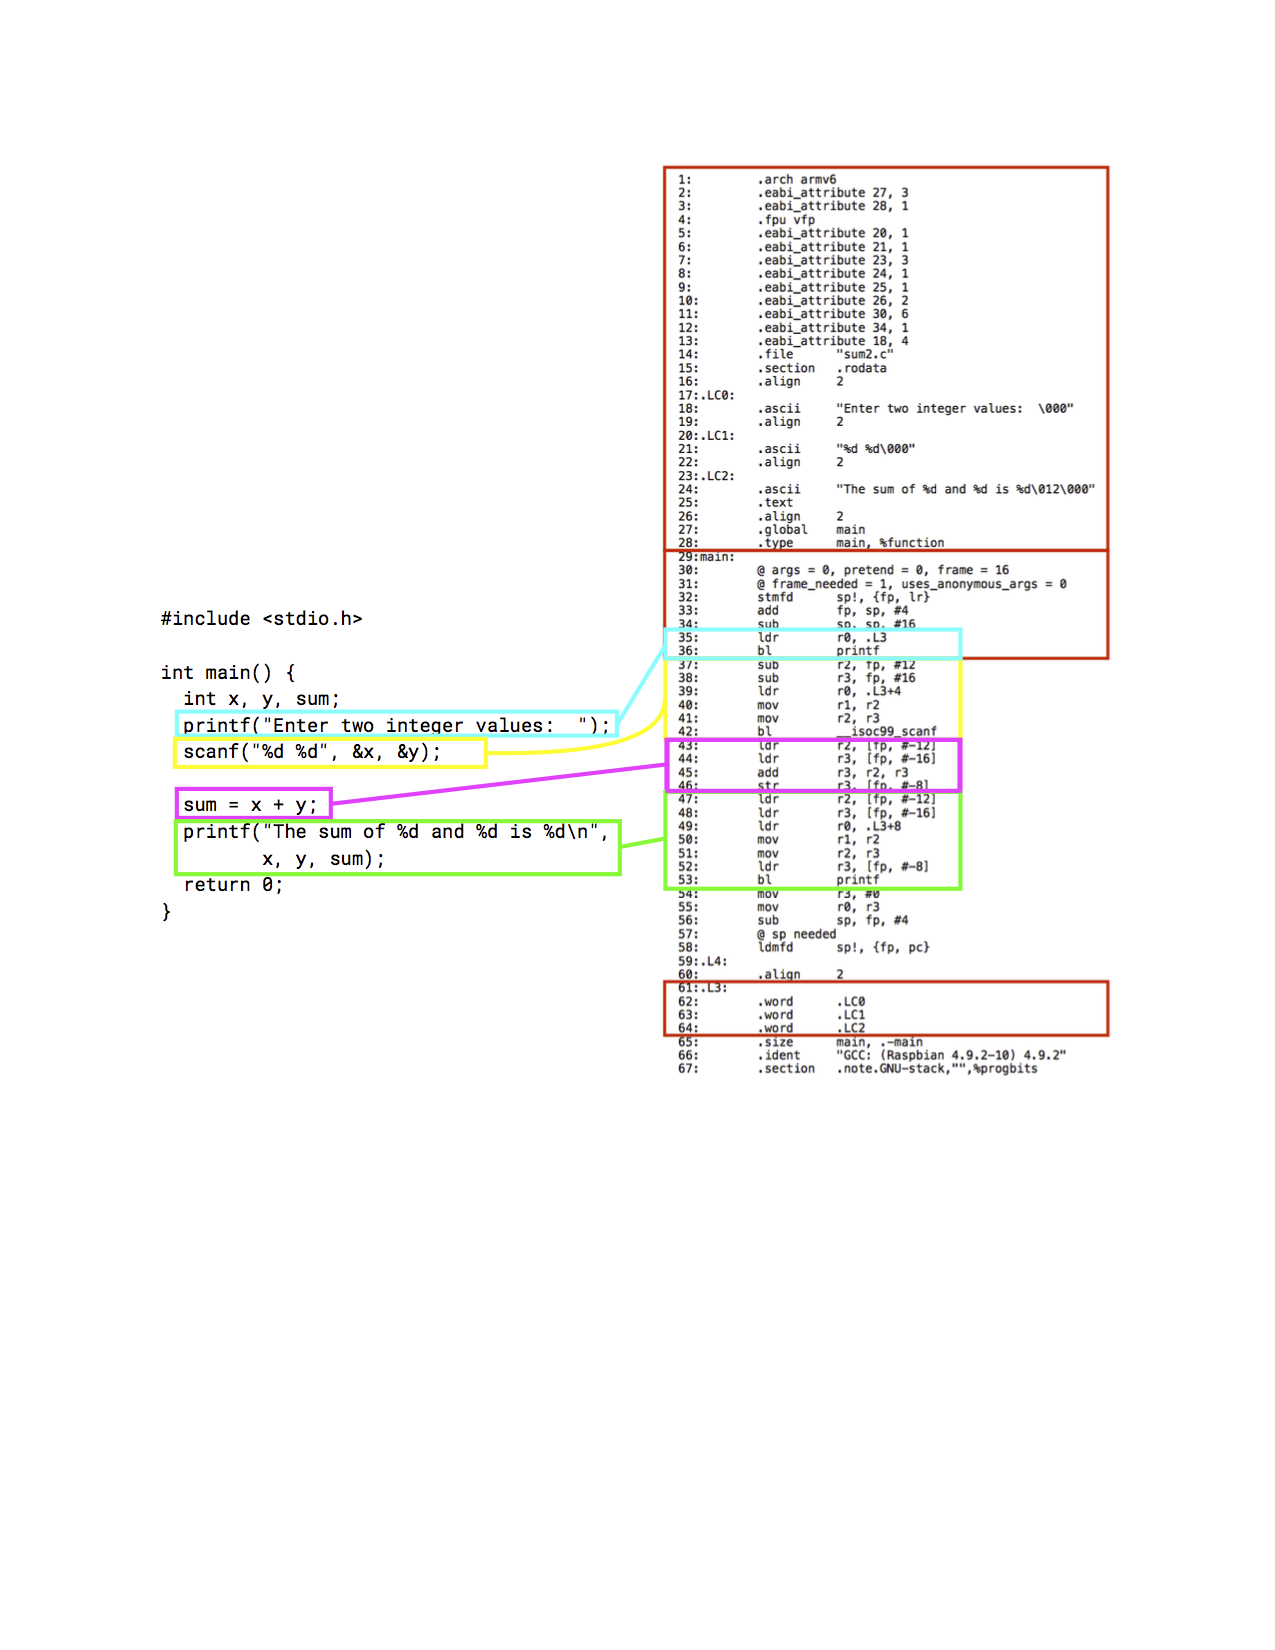 #include <stdio.h>
int main() {
  int x, y, sum;
  printf("Enter two integer values:  ");
  scanf("%d %d", &x, &y);
  sum = x + y;
  printf("The sum of %d and %d is %d\n",
         x, y, sum);
  return 0;
}
1:        .arch armv6
2:        .eabi_attribute 27, 3
3:        .eabi_attribute 28, 1
4:        .fpu vfp
5:        .eabi_attribute 20, 1
6:        .eabi_attribute 21, 1
7:        .eabi_attribute 23, 3
8:        .eabi_attribute 24, 1
9:        .eabi_attribute 25, 1
10:       .eabi_attribute 26, 2
11:       .eabi_attribute 30, 6
12:       .eabi_attribute 34, 1
13:       .eabi_attribute 18, 4
14:       .file    "sum2.c"
15:       .section .rodata
16:       .align   2
17:.LC0:
18:       .ascii   "Enter two integer values:  \000"
19:       .align   2
20:.LC1:
21:       .ascii   "%d %d\000"
22:       .align   2
23:.LC2:
24:       .ascii   "The sum of %d and %d is %d\012\000"
25:       .text
26:       .align   2
27:       .global  main
28:       .type    main, %function
29:main:
30:       @ args = 0, pretend = 0, frame = 16
31:       @ frame_needed = 1, uses_anonymous_args = 0
32:       stmfd    sp!, {fp, lr}
33:       add      fp, sp, #4
34:       sub      sp, sp, #16
35:       ldr      r0, .L3
36:       bl       printf
37:       sub      r2, fp, #12
38:       sub      r3, fp, #16
39:       ldr      r0, .L3+4
40:       mov      r1, r2
41:       mov      r2, r3
42:       bl       __isoc99_scanf
43:       ldr      r2, [fp, #-12]
44:       ldr      r3, [fp, #-16]
45:       add      r3, r2, r3
46:       str      r3, [fp, #-8]
47:       ldr      r2, [fp, #-12]
48:       ldr      r3, [fp, #-16]
49:       ldr      r0, .L3+8
50:       mov      r1, r2
51:       mov      r2, r3
52:       ldr      r3, [fp, #-8]
53:       bl       printf
54:       mov      r3, #0
55:       mov      r0, r3
56:       sub      sp, fp, #4
57:       @ sp needed
58:       ldmfd    sp!, {fp, pc}
59:.L4:
60:       .align   2
61:.L3:
62:       .word    .LC0
63:       .word    .LC1
64:       .word    .LC2
65:       .size    main, .-main
66:       .ident   "GCC: (Raspbian 4.9.2-10) 4.9.2"
67:       .section .note.GNU-stack,"",%progbits